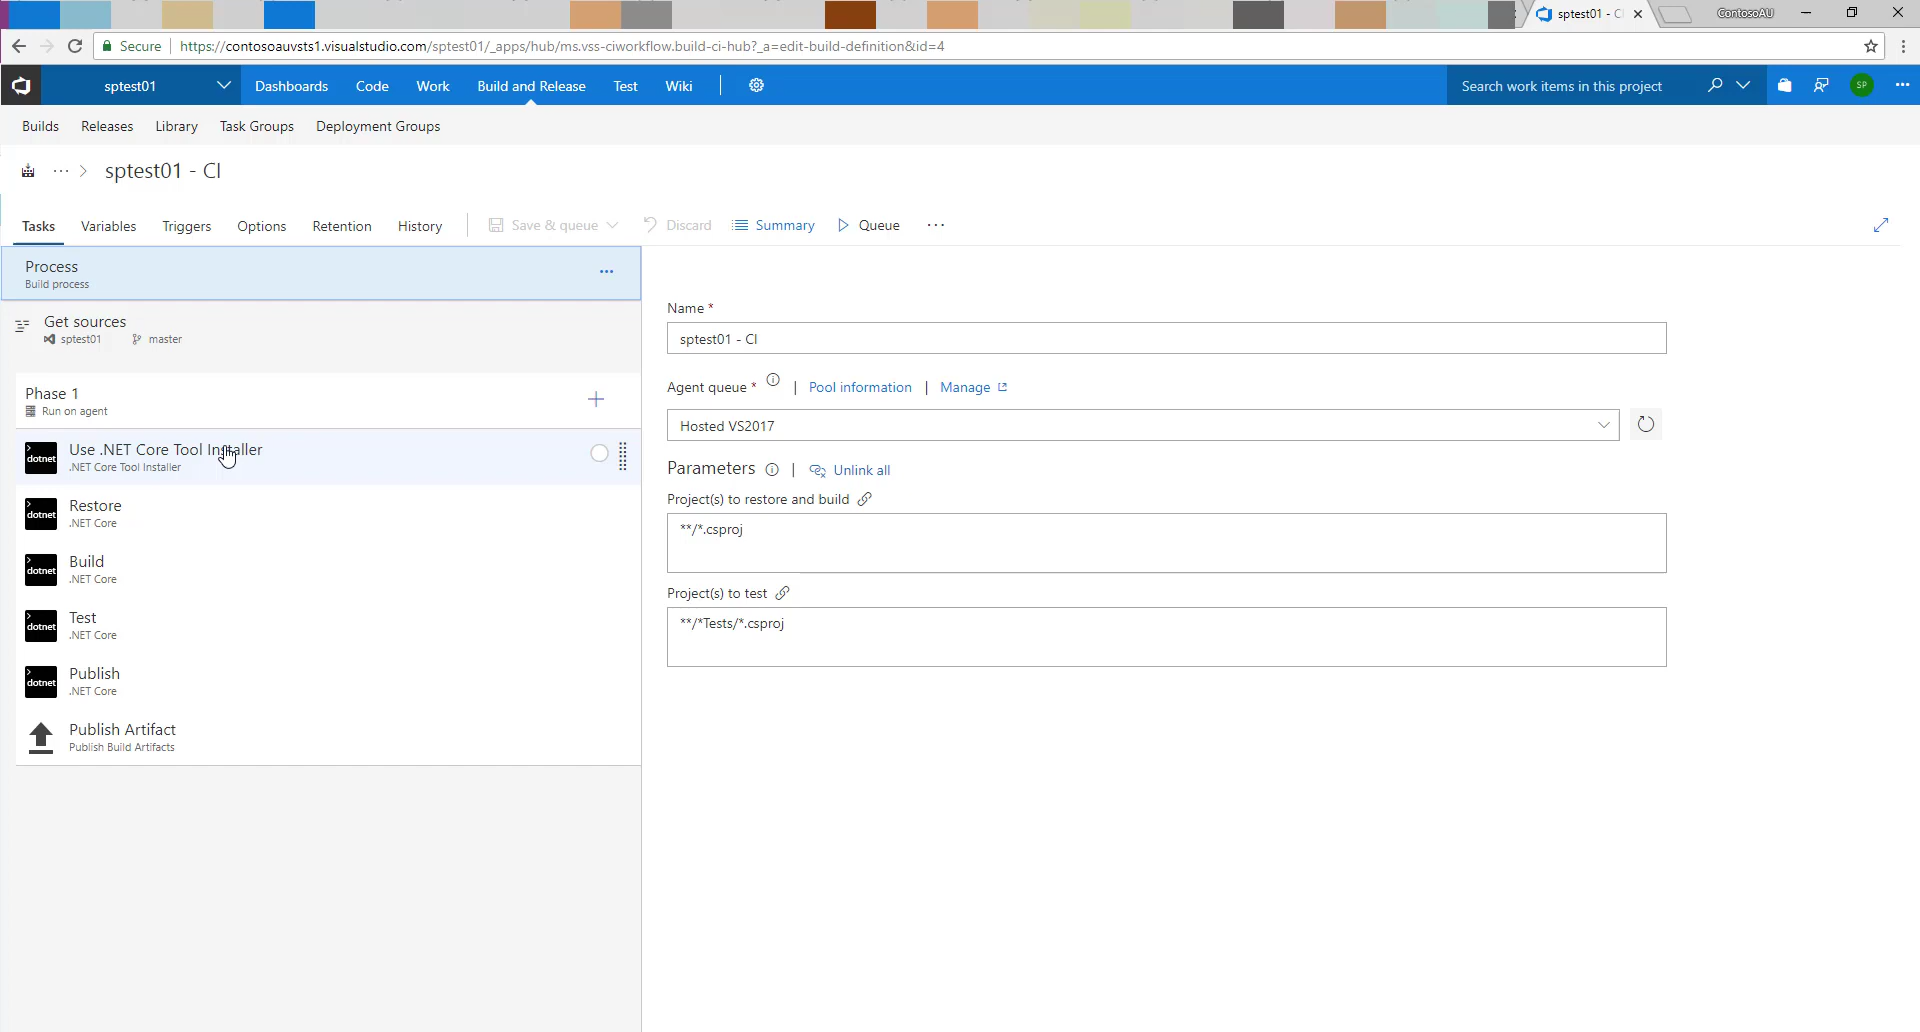 sptest01 - CI
ContosoAU
Secure
https://contosoauvsts1.visualstudio.com/sptest01/_apps/hub/ms.vss-ciworkflow.build-ci-hub?_a=edit-build-definition&id=4
sptest01
Dashboards
Code
Work
Build and Release
Test
Wiki
Search work items in this project
SP
Builds
Releases
Library
Task Groups
Deployment Groups
sptest01 - CI
Tasks
Variables
Triggers
Options
Retention
History
Save & queue
Discard
Summary
Queue
Process
Build process
Get sources
sptest01
master
Phase 1
Run on agent
dotnet
Use .NET Core Tool Installer
.NET Core Tool Installer
dotnet
Restore
.NET Core
dotnet
Build
.NET Core
dotnet
Test
.NET Core
dotnet
Publish
.NET Core
Publish Artifact
Publish Build Artifacts
Name *
sptest01 - CI
Agent queue * | Pool information | Manage
Hosted VS2017
Parameters | Unlink all
Project(s) to restore and build
**/*.csproj
Project(s) to test
**/*Tests/*.csproj